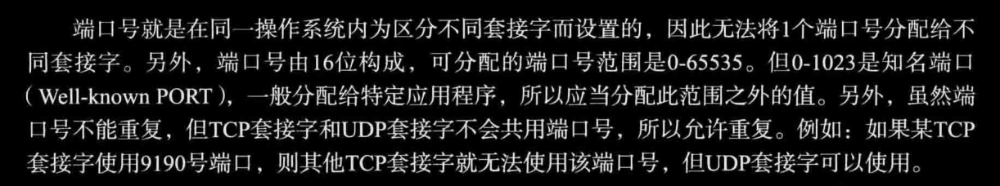 端口号就是在同一操作系统内为区分不同套接字而设置的，因此无法将1个端口号分配给不
同套接字。另外，端口号由16位构成，可分配的端口号范围是0-65535。但0-1023是知名端口
（Well-known PORT），一般分配给特定应用程序，所以应当分配此范围之外的值。另外，虽然端
口号不能重复，但TCP套接字和UDP套接字不会共用端口号，所以允许重复。例如：如果某TCP
套接字使用9190号端口，则其他TCP套接字就无法使用该端口号，但UDP套接字可以使用。